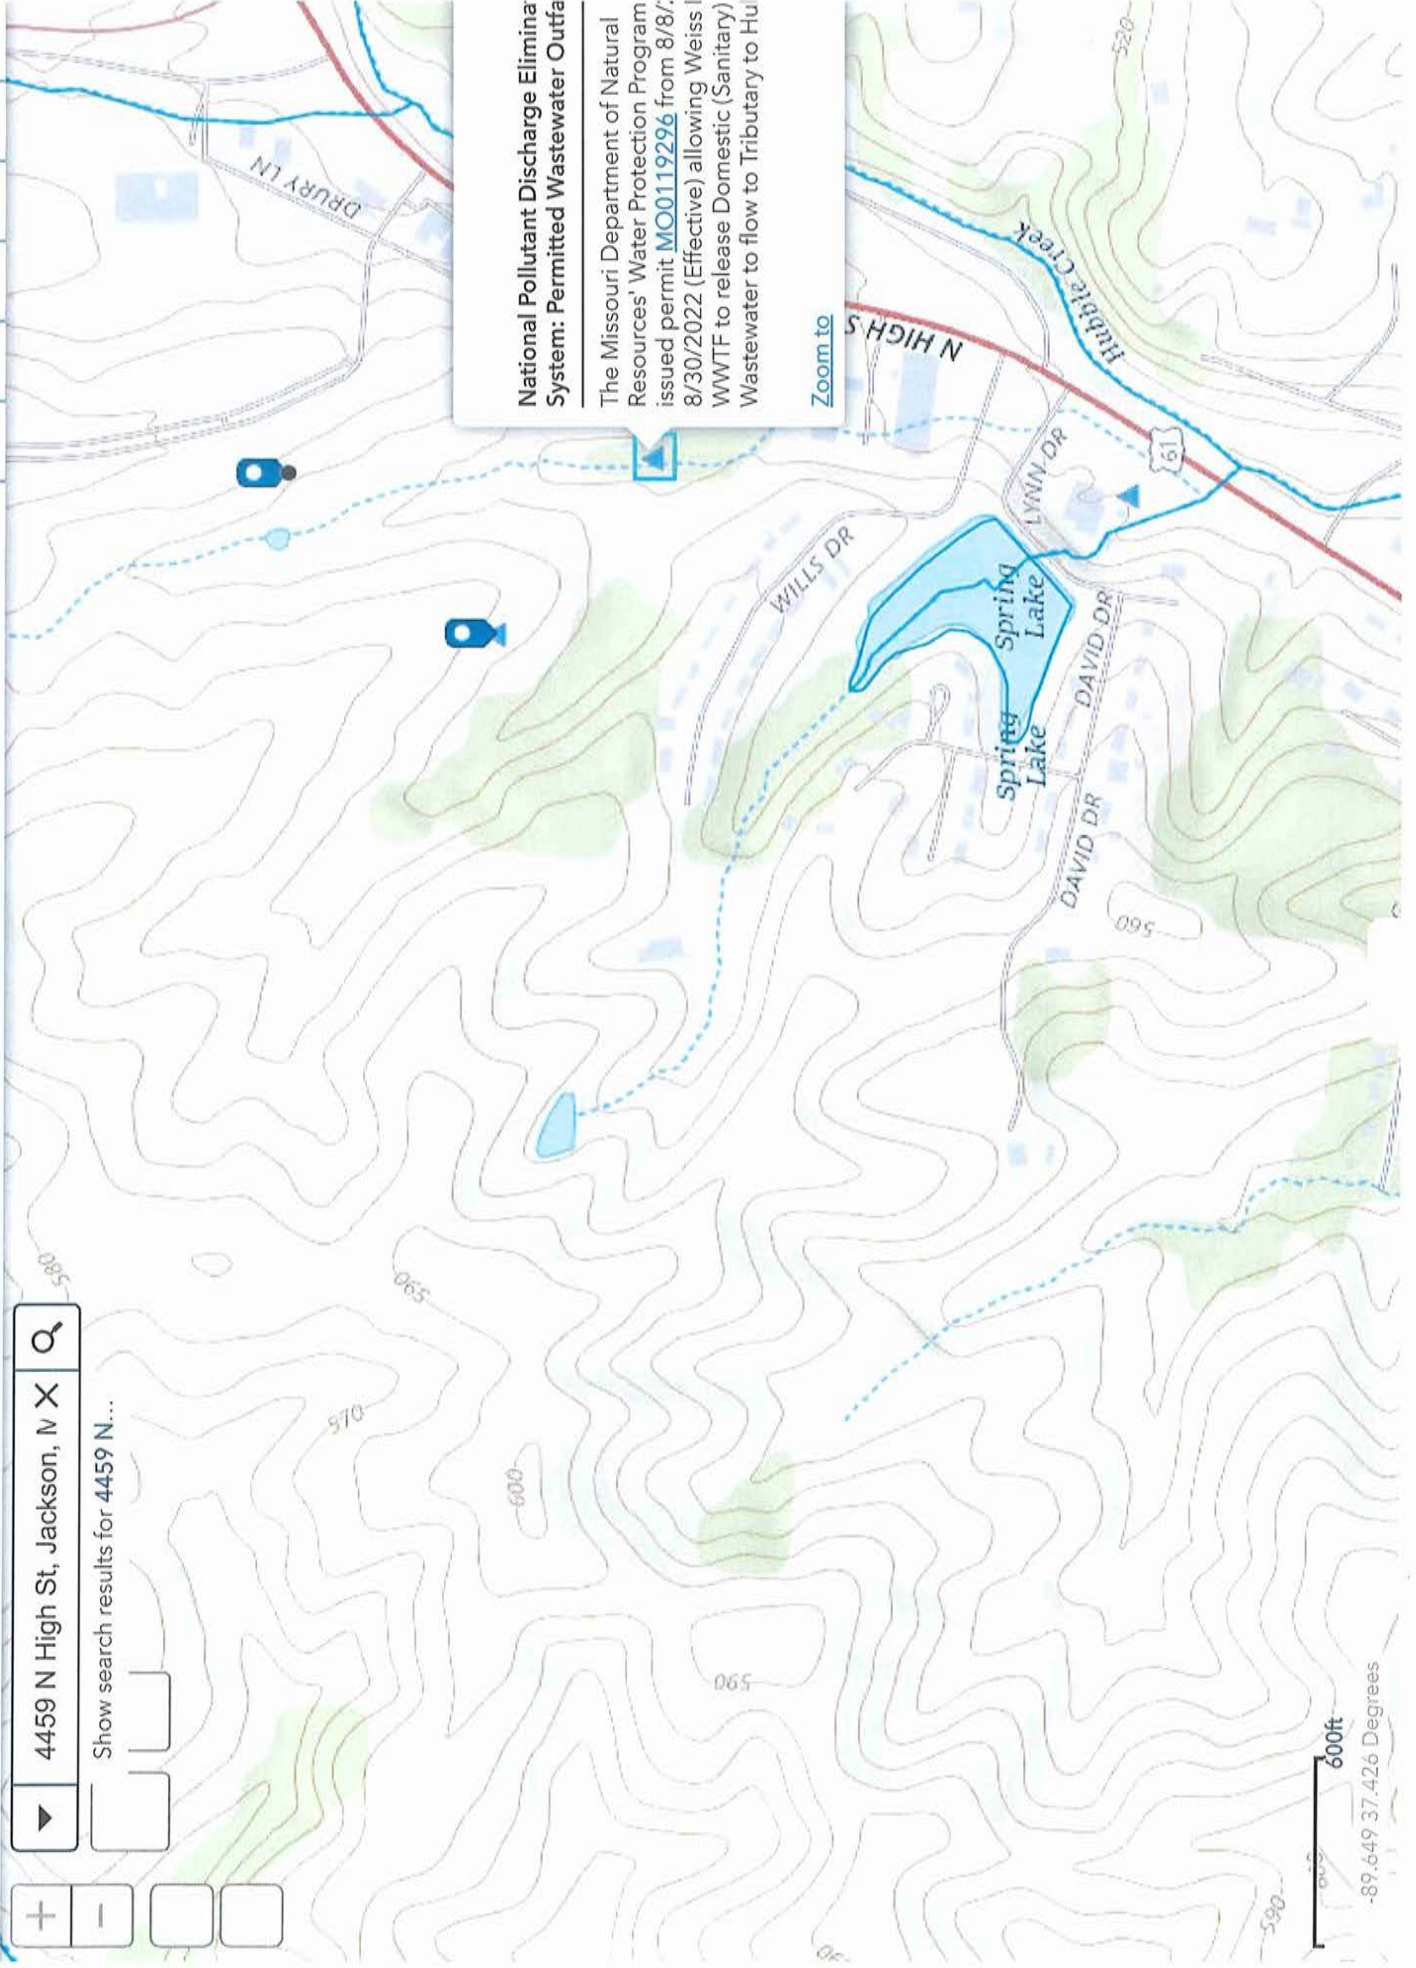 4459 N High St, Jackson, M
Show search results for 4459 N...
National Pollutant Discharge Elimina
System: Permitted Wastewater Outfa
The Missouri Department of Natural
Resources' Water Protection Program
issued permit MO0119296 from 8/8/
8/30/2022 (Effective) allowing Weiss
WWTF to release Domestic (Sanitary)
Wastewater to flow to Tributary to Hu
Zoom to
DRURY LN
N HIGH S
Hubble Creek
520
61
LYNN DR
WILLS DR
Spring
Lake
Spring
Lake
DAVID DR
DAVID DR
560
580
590
570
600
590
590
600ft
-89.649 37.426 Degrees